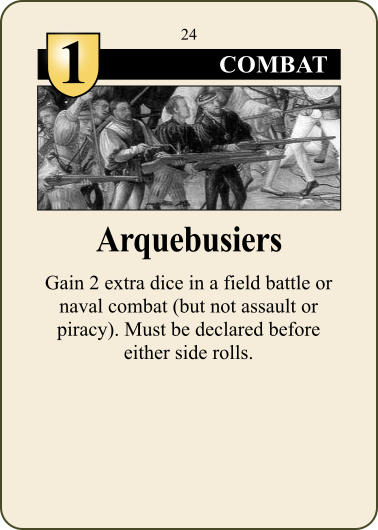 24
1
COMBAT
Arquebusiers
Gain 2 extra dice in a field battle or
naval combat (but not assault or
piracy). Must be declared before
either side rolls.